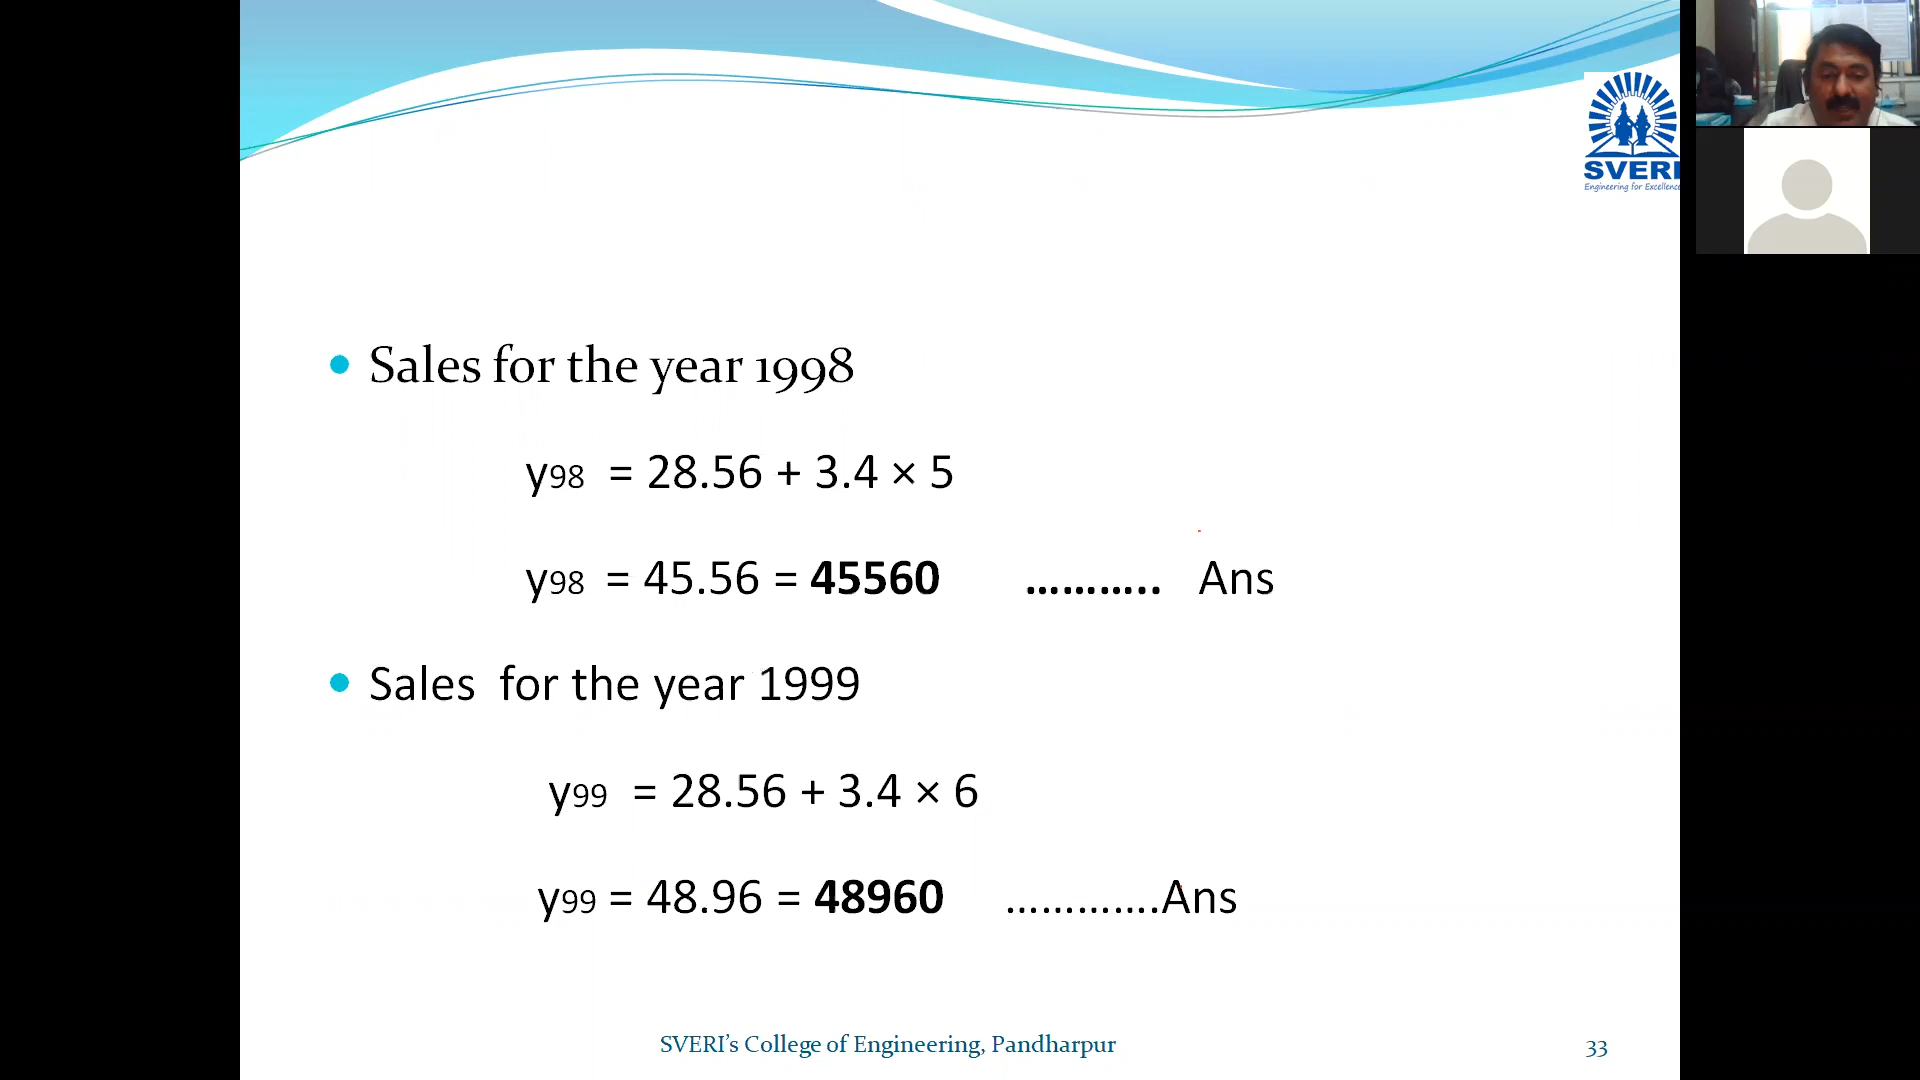 SVERI
Engineering for Excellence
Sales for the year 1998
y98 = 28.56 + 3.4 × 5
y98 = 45.56 = 45560 ……….. Ans
Sales for the year 1999
y99 = 28.56 + 3.4 × 6
y99 = 48.96 = 48960 ………….Ans
SVERI’s College of Engineering, Pandharpur
33